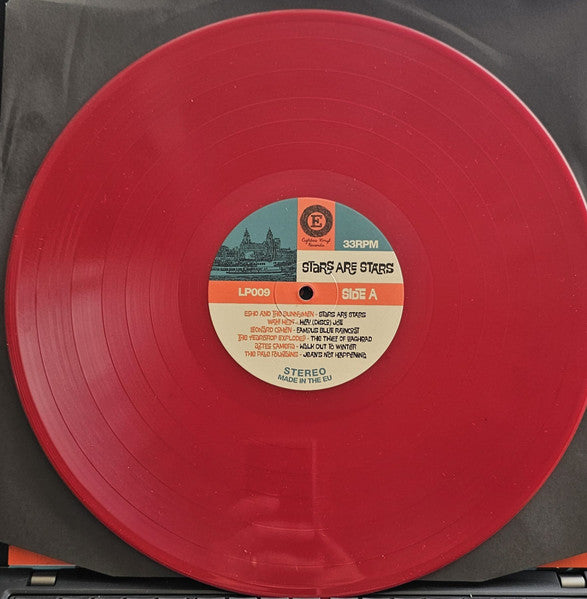 E
Eighties Vinyl
Records
33RPM
STARS ARE STARS
LP009
SIDE A
ECHO AND THE BUNNYMEN - STARS ARE STARS
WAH! HEAT - HEY (DISCO) JOE
LEONARD COHEN - FAMOUS BLUE RAINCOAT
THE TEARDROP EXPLODES - THE THIEF OF BAGHDAD
AZTEC CAMERA - WALK OUT TO WINTER
THE PALE FOUNTAINS - JEAN'S NOT HAPPENING
STEREO
MADE IN THE EU